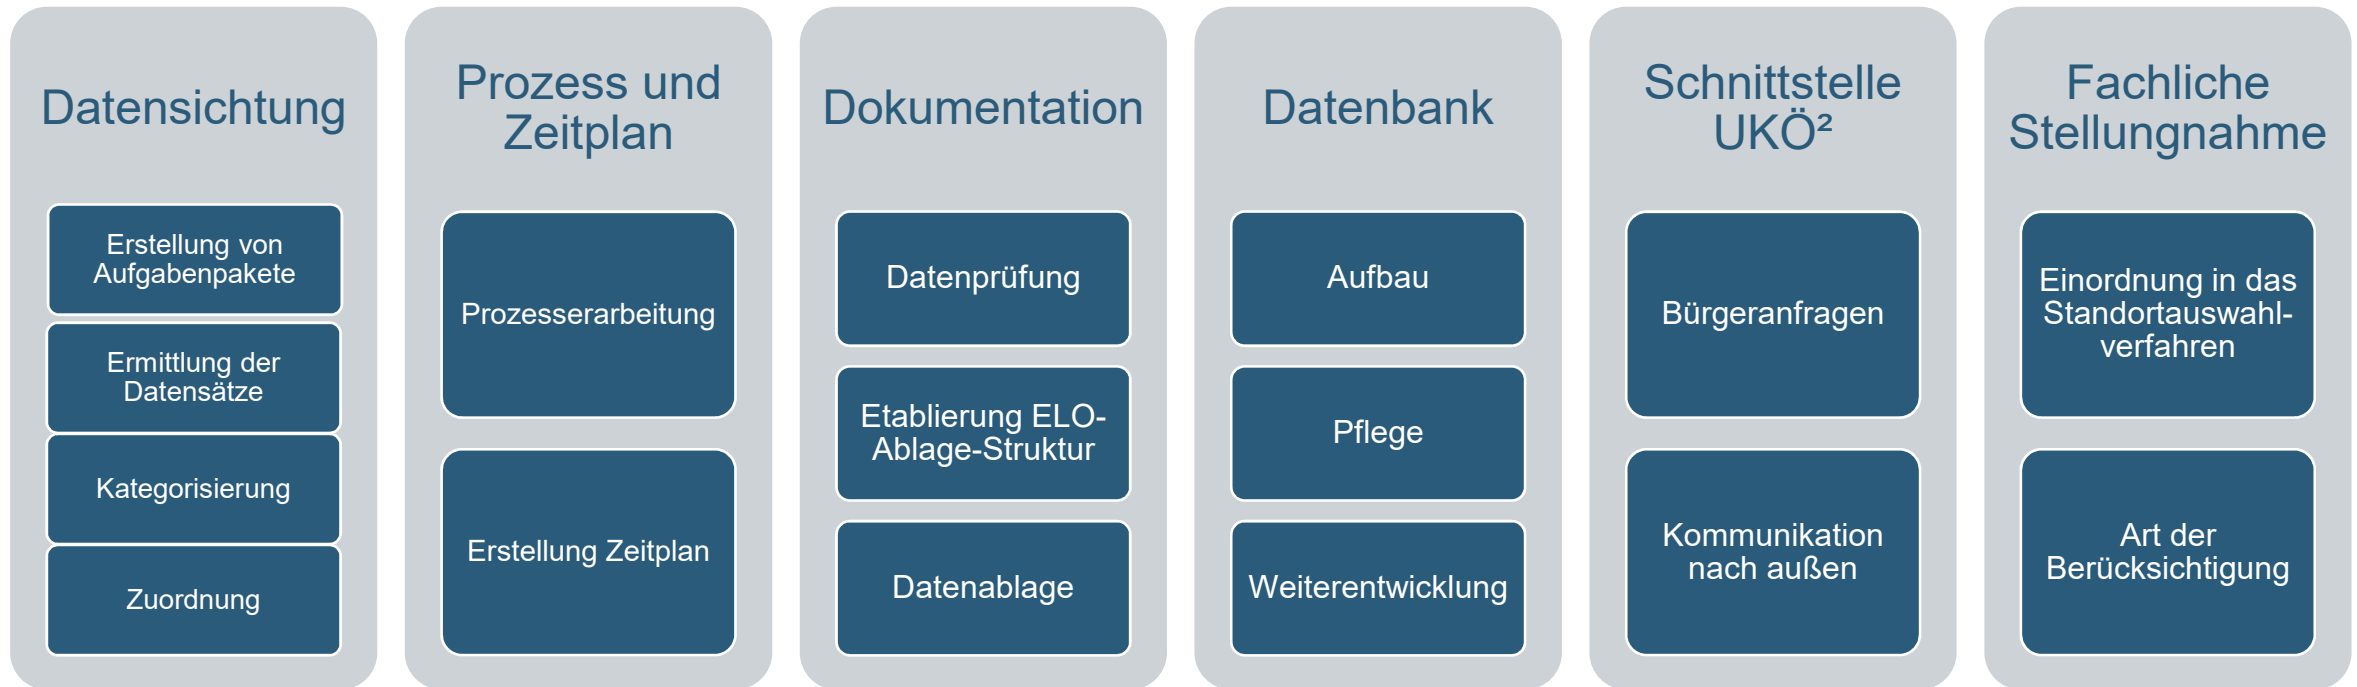 Datensichtung
Erstellung von
Aufgabenpakete
Ermittlung der
Datensätze
Kategorisierung
Zuordnung
Prozess und
Zeitplan
Prozesserarbeitung
Erstellung Zeitplan
Dokumentation
Datenprüfung
Etablierung ELO-
Ablage-Struktur
Datenablage
Datenbank
Aufbau
Pflege
Weiterentwicklung
Schnittstelle
UKÖ²
Bürgeranfragen
Kommunikation
nach außen
Fachliche
Stellungnahme
Einordnung in das
Standortauswahl-
verfahren
Art der
Berücksichtigung